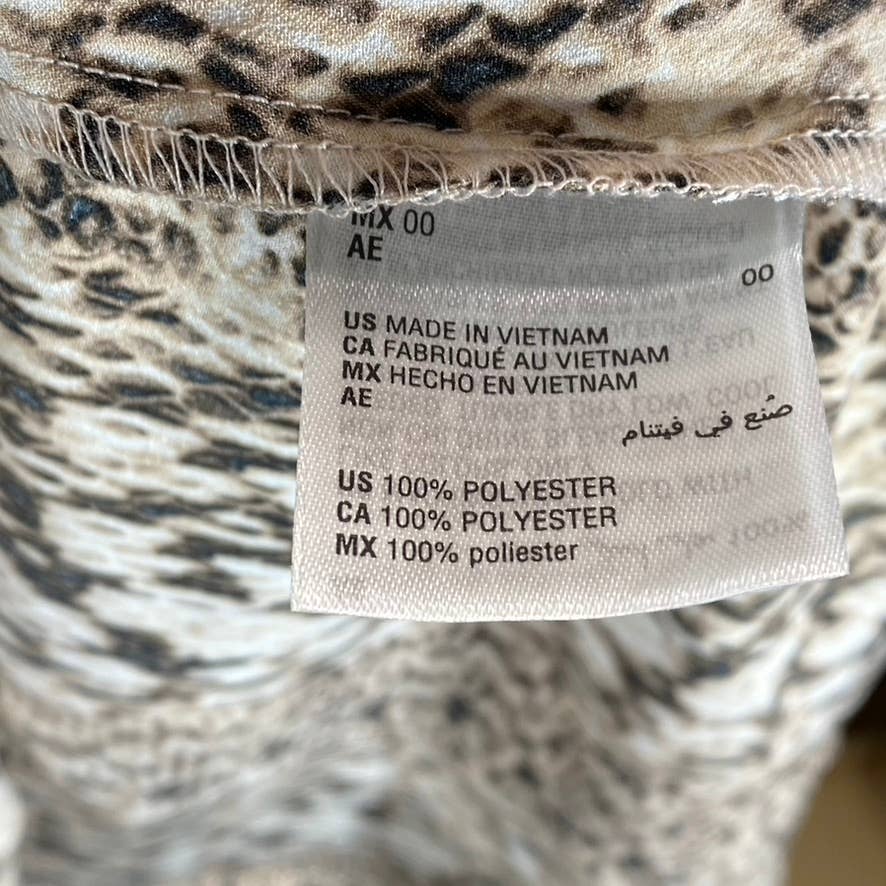 MX 00
AE
00
US MADE IN VIETNAM
CA FABRIQUÉ AU VIETNAM
MX HECHO EN VIETNAM
AE
صُنع في فيتنام
US 100% POLYESTER
CA 100% POLYESTER
MX 100% poliester